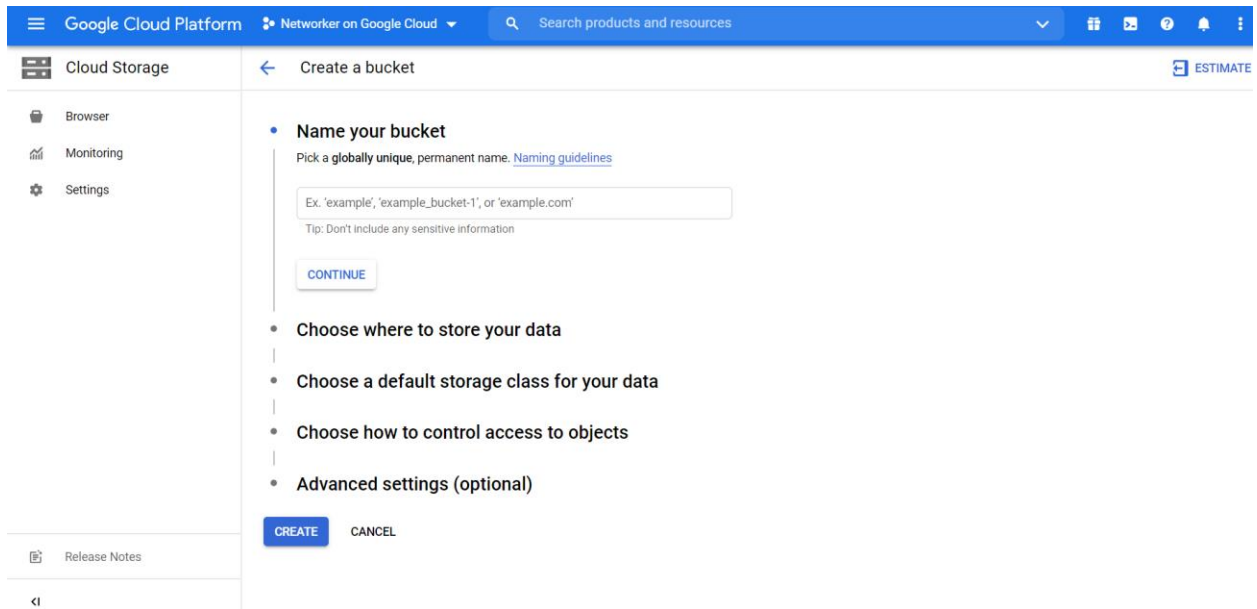 Google Cloud Platform
Networker on Google Cloud
Search products and resources
Cloud Storage
Create a bucket
ESTIMATE
Browser
Monitoring
Settings
Name your bucket
Pick a globally unique, permanent name. Naming guidelines
Ex. 'example', 'example_bucket-1', or 'example.com'
Tip: Don't include any sensitive information
CONTINUE
Choose where to store your data
Choose a default storage class for your data
Choose how to control access to objects
Advanced settings (optional)
CREATE
CANCEL
Release Notes